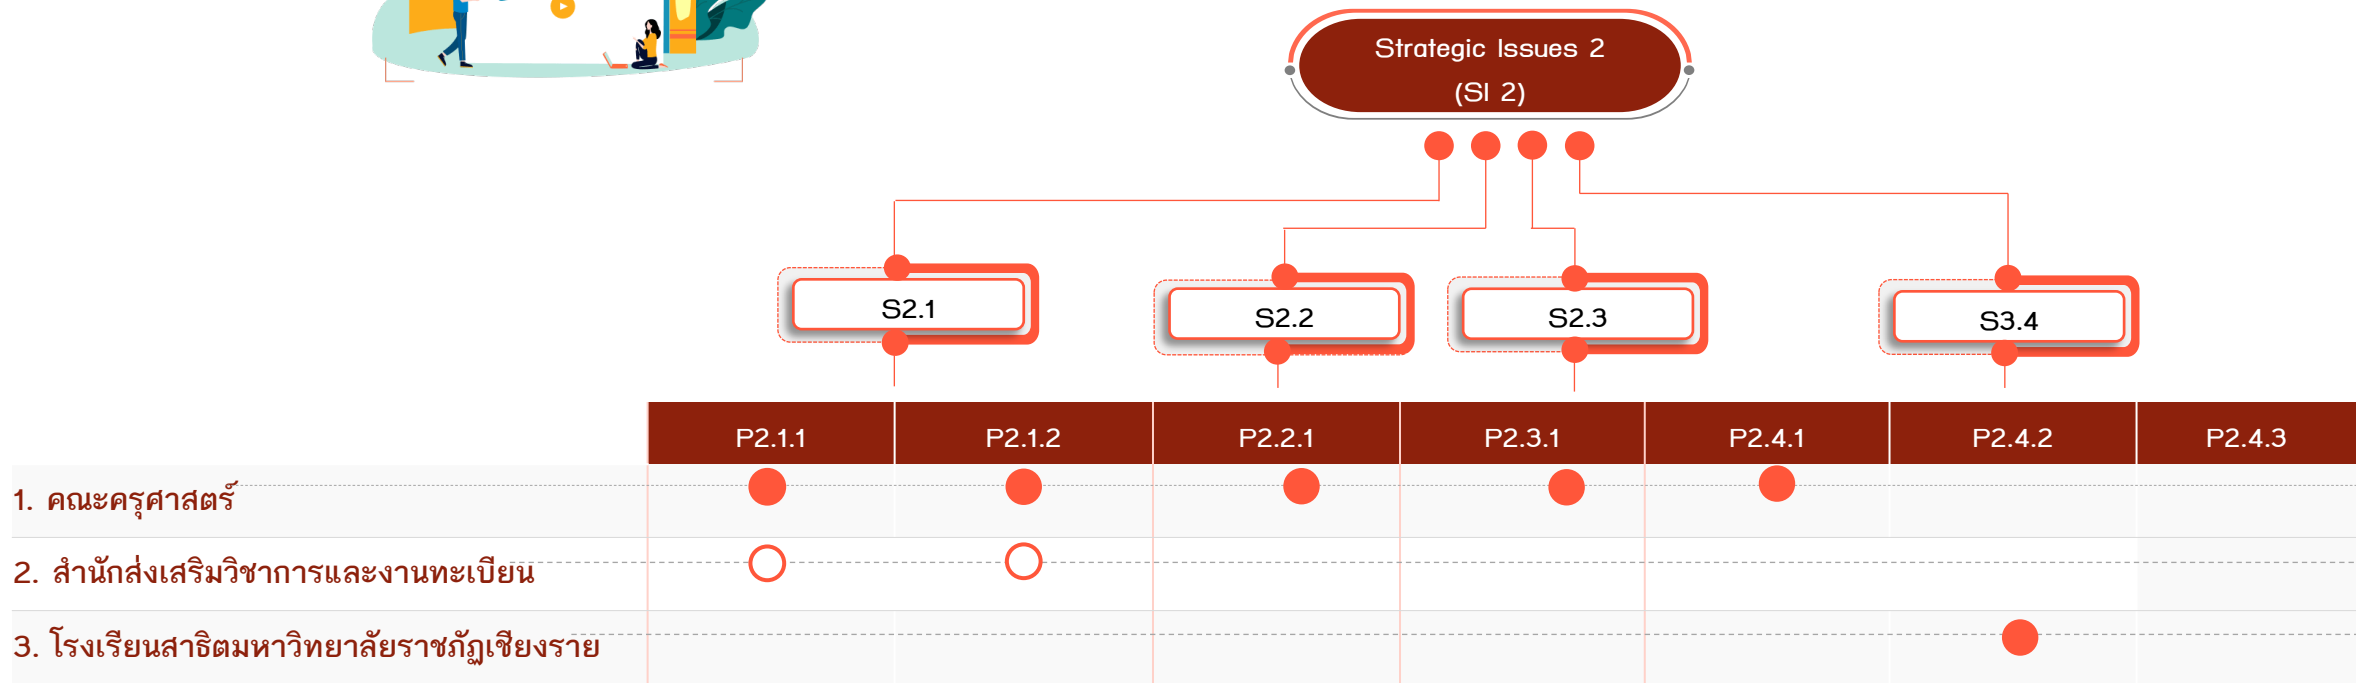 Strategic Issues 2
(SI 2)
S2.1
S2.2
S2.3
S3.4
P2.1.1
P2.1.2
P2.2.1
P2.3.1
P2.4.1
P2.4.2
P2.4.3
1. คณะครุศาสตร์
2. สำนักส่งเสริมวิชาการและงานทะเบียน
3. โรงเรียนสาธิตมหาวิทยาลัยราชภัฏเชียงราย